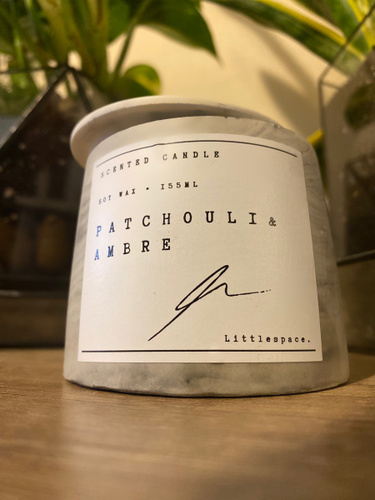 SCENTED CANDLE
SOY WAX • 155ML
PATCHOULI &
AMBRE
Littlespace.